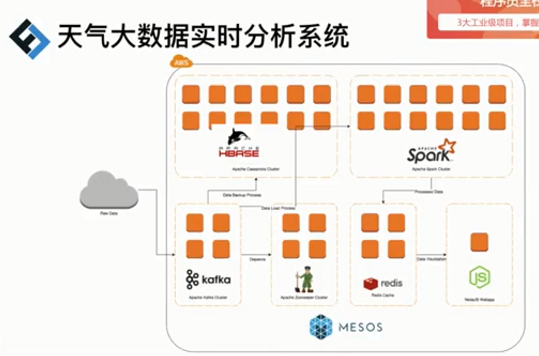 天气大数据实时分析系统
程序员里程
3大工业级项目，掌握
AWS
APACHE
HBASE
Apache Cassandra Cluster
APACHE
Spark
Apache Spark Cluster
Data Backup Process
Processed Data
Data Load Process
Raw Data
kafka
Depends
redis
Data Visualization
JS
Apache Kafka Cluster
Apache Zookeeper Cluster
Redis Cache
NodeJS Webapp
MESOS